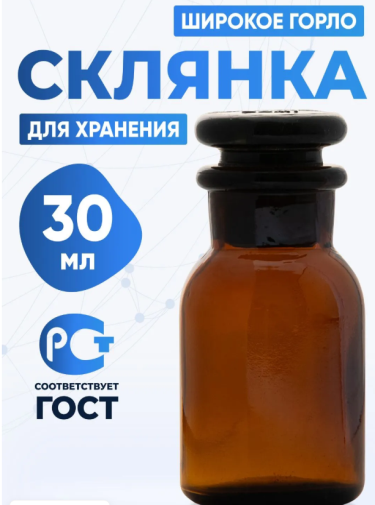 ШИРОКОЕ ГОРЛО
СКЛЯНКА
ДЛЯ ХРАНЕНИЯ
30
МЛ
РСТ
СООТВЕТСТВУЕТ
ГОСТ